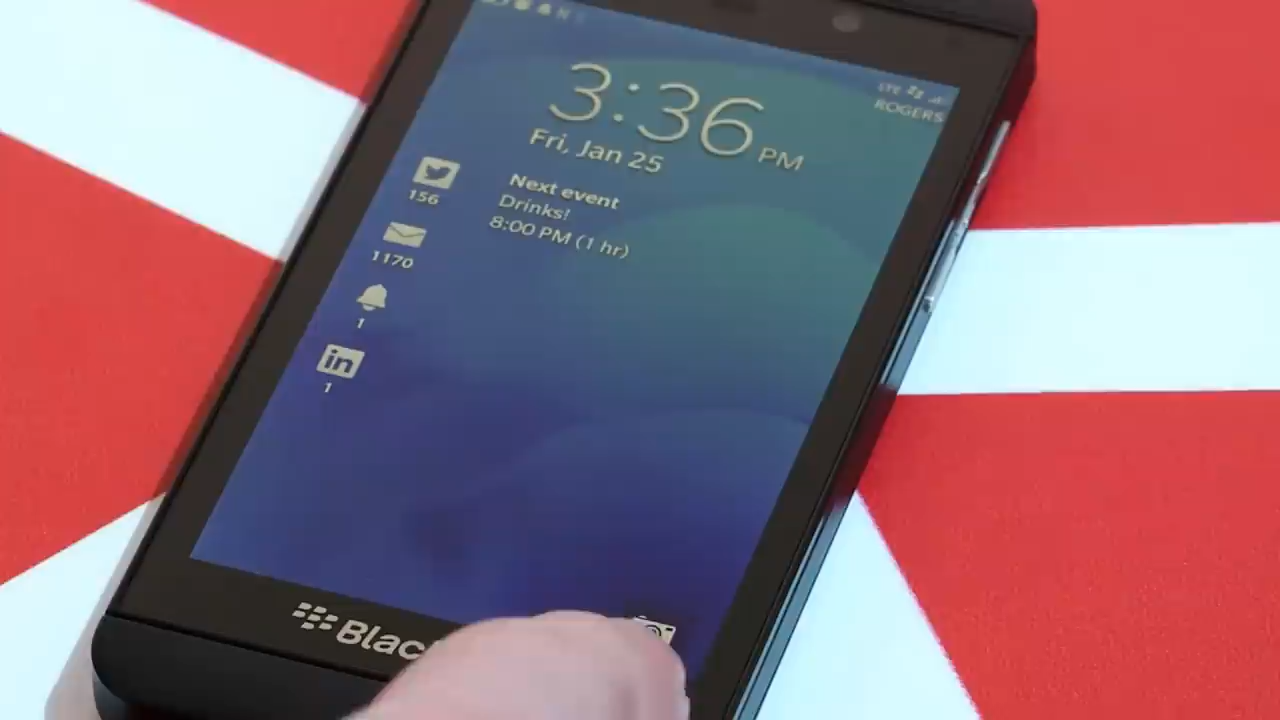 3:36 PM
Fri, Jan 25
LTE
ROGERS
156
Next event
Drinks!
8:00 PM (1 hr)
1170
1
in
1
Blac